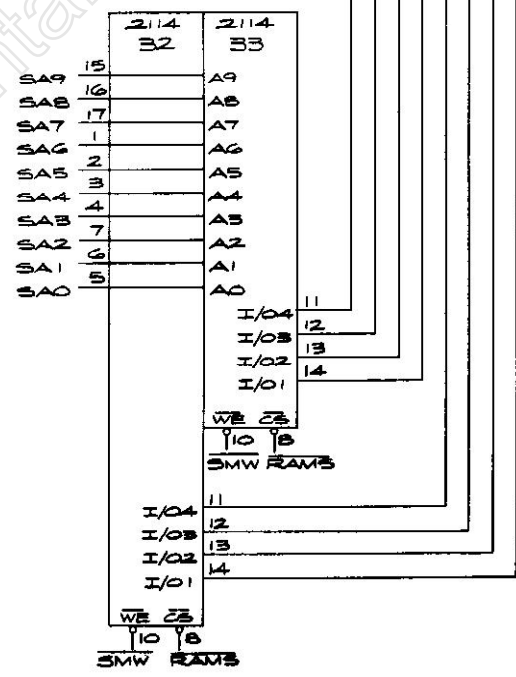 2114 2114
32 33
SA9 15 A9
SA8 16 A8
SA7 17 A7
SA6 1 A6
SA5 2 A5
SA4 3 A4
SA3 4 A3
SA2 7 A2
SA1 6 A1
SA0 5 A0
I/O4 11
I/O3 12
I/O2 13
I/O1 14
WE CS
10 8
SMW RAMS
I/O4 11
I/O3 12
I/O2 13
I/O1 14
WE CS
10 8
SMW RAMS